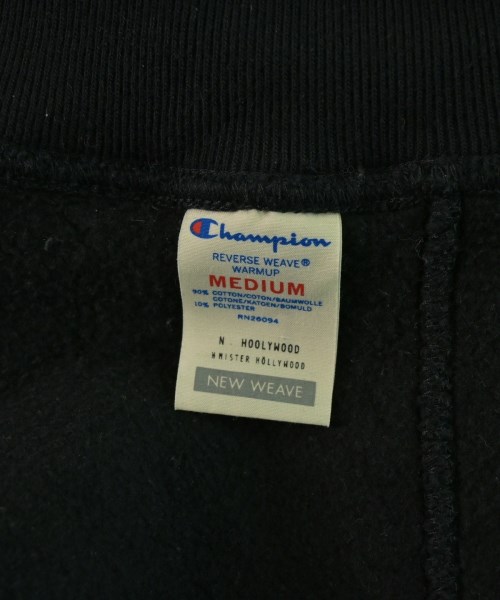 Champion
REVERSE WEAVE®
WARMUP
MEDIUM
90% COTTON/COTON/BAUMWOLLE
COTONE/KATOEN/BOMULD
10% POLYESTER
RN26094
N. HOOLYWOOD
MISTER HOLLYWOOD
NEW WEAVE